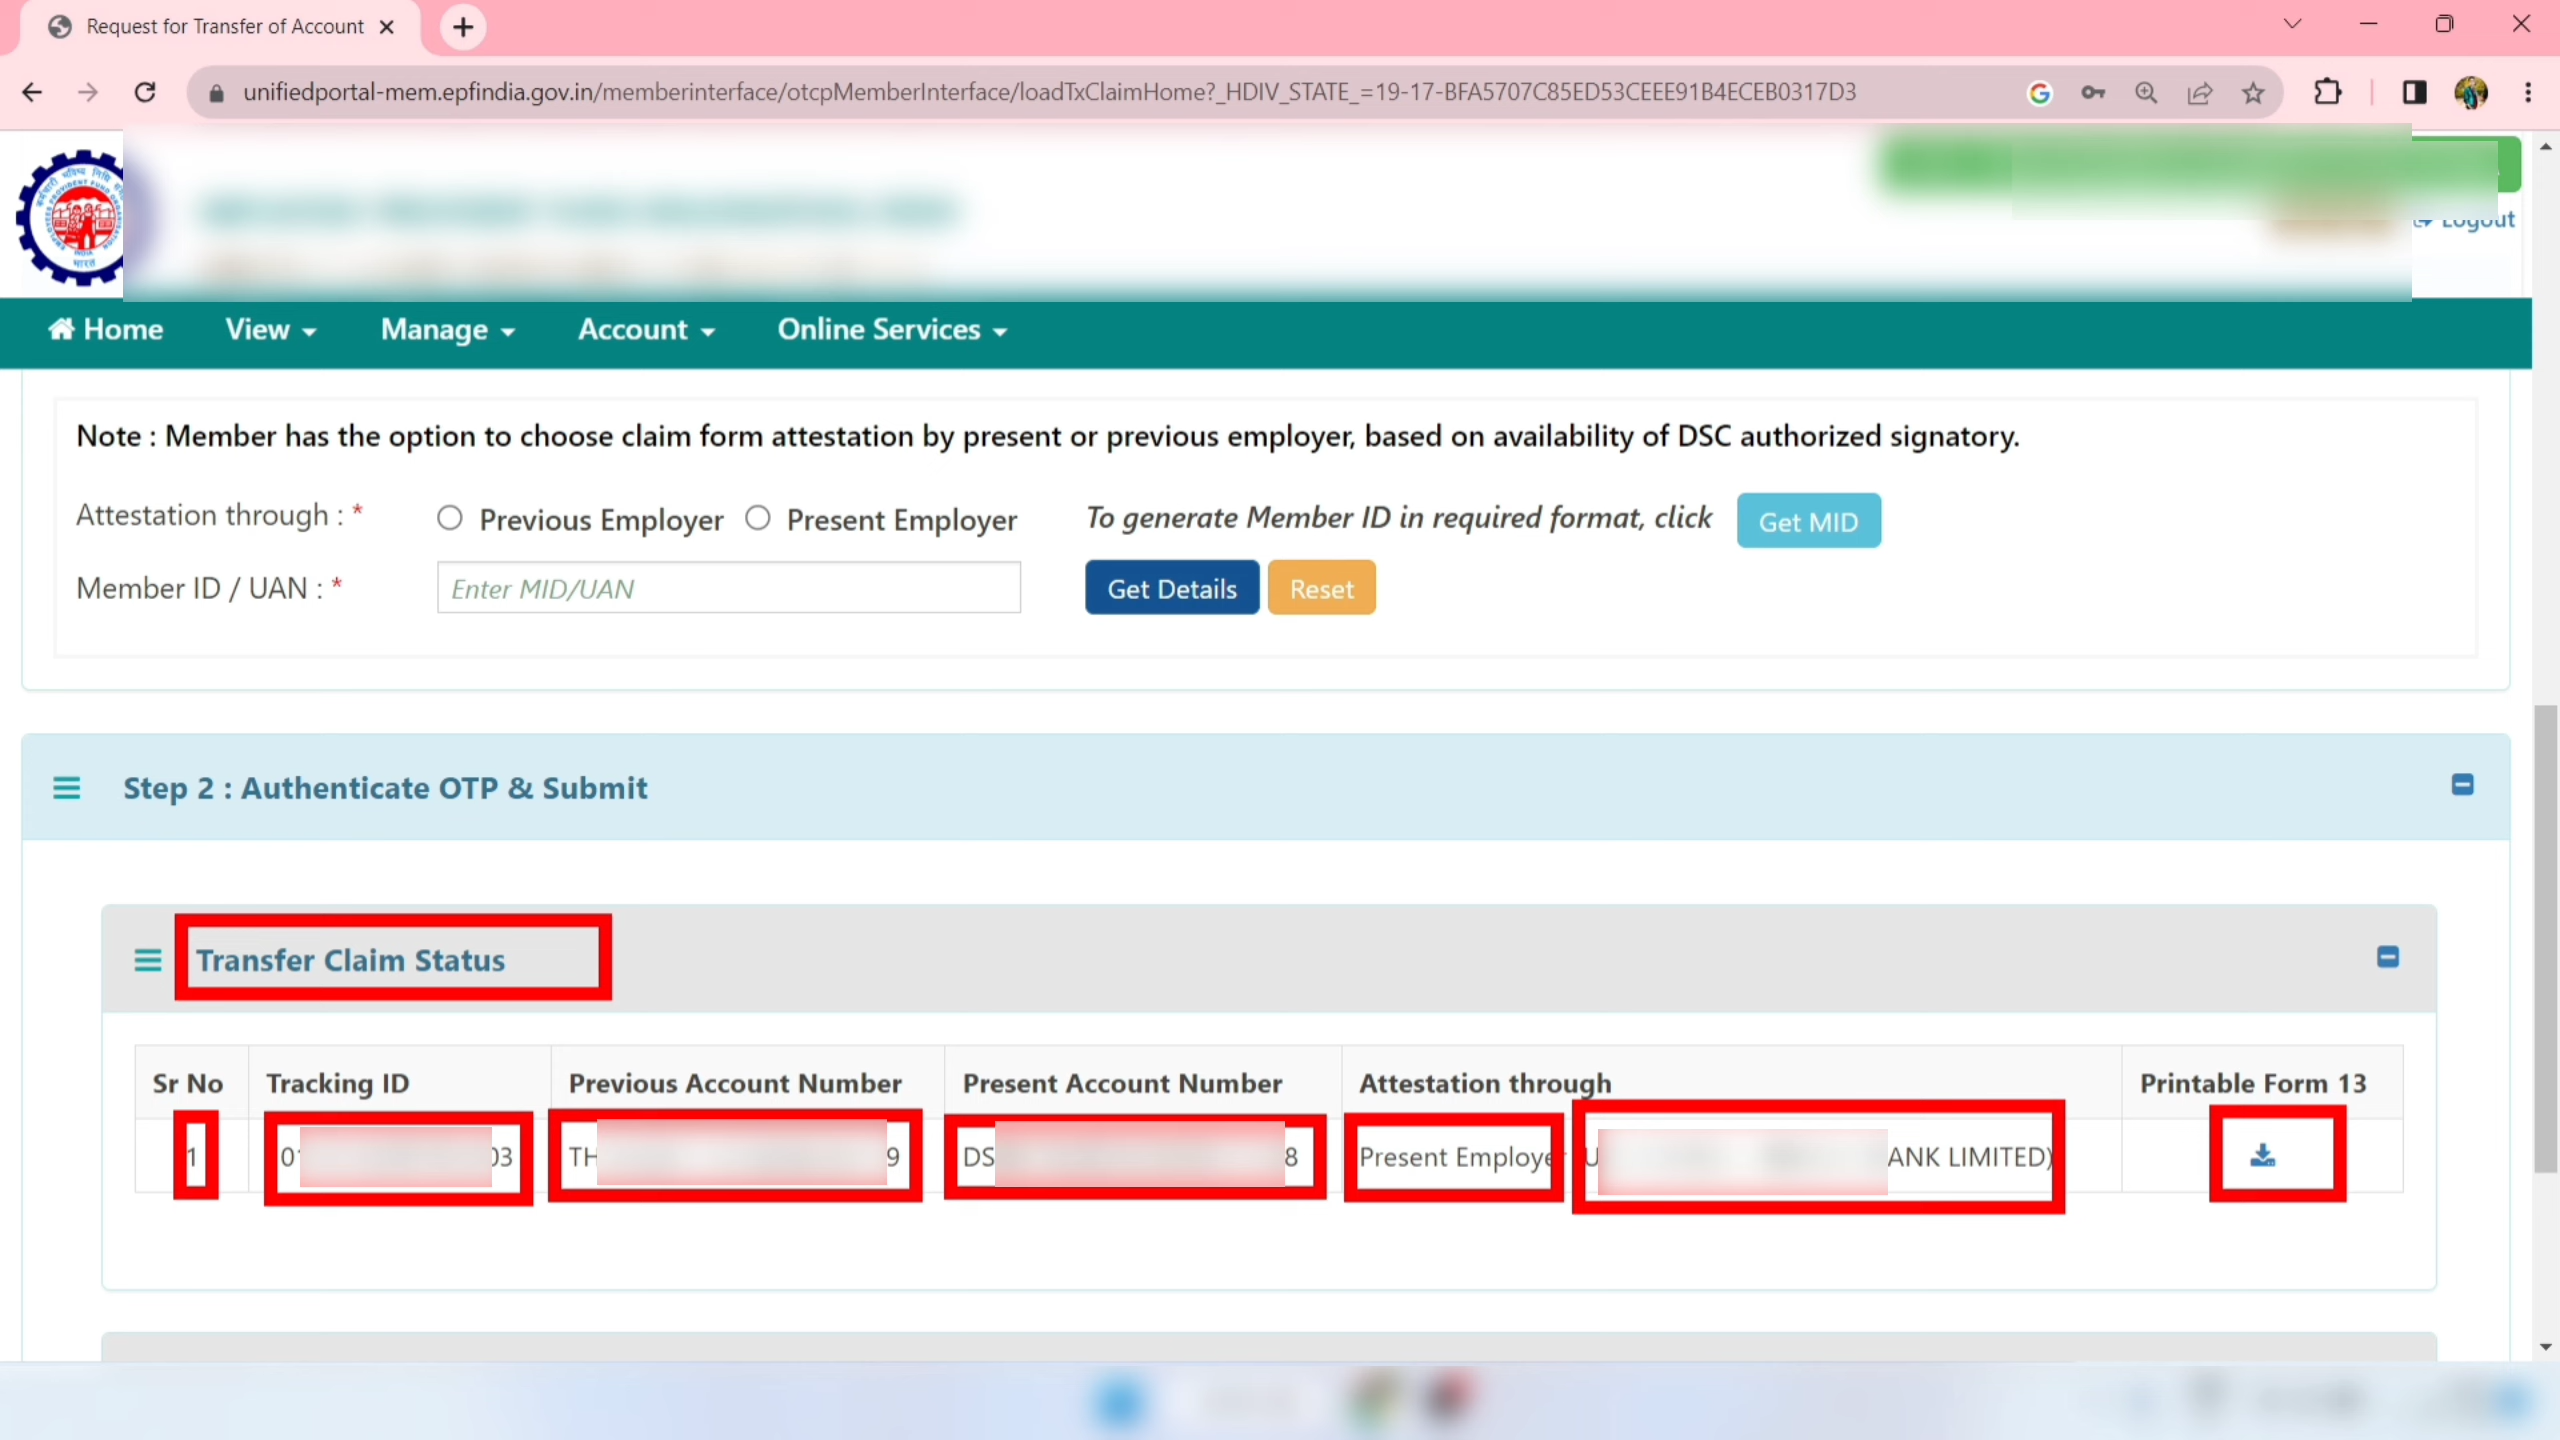 Request for Transfer of Account
unifiedportal-mem.epfindia.gov.in/memberinterface/otcpMemberInterface/loadTxClaimHome?_HDIV_STATE_=19-17-BFA5707C85ED53CEEE91B4ECEB0317D3
Logout
Home View Manage Account Online Services
Note : Member has the option to choose claim form attestation by present or previous employer, based on availability of DSC authorized signatory.
Attestation through : * Previous Employer Present Employer To generate Member ID in required format, click Get MID
Member ID / UAN : * Enter MID/UAN Get Details Reset
Step 2 : Authenticate OTP & Submit
Transfer Claim Status
Sr No Tracking ID Previous Account Number Present Account Number Attestation through Printable Form 13
1 0 03 TH 9 DS 8 Present Employe U ANK LIMITED)